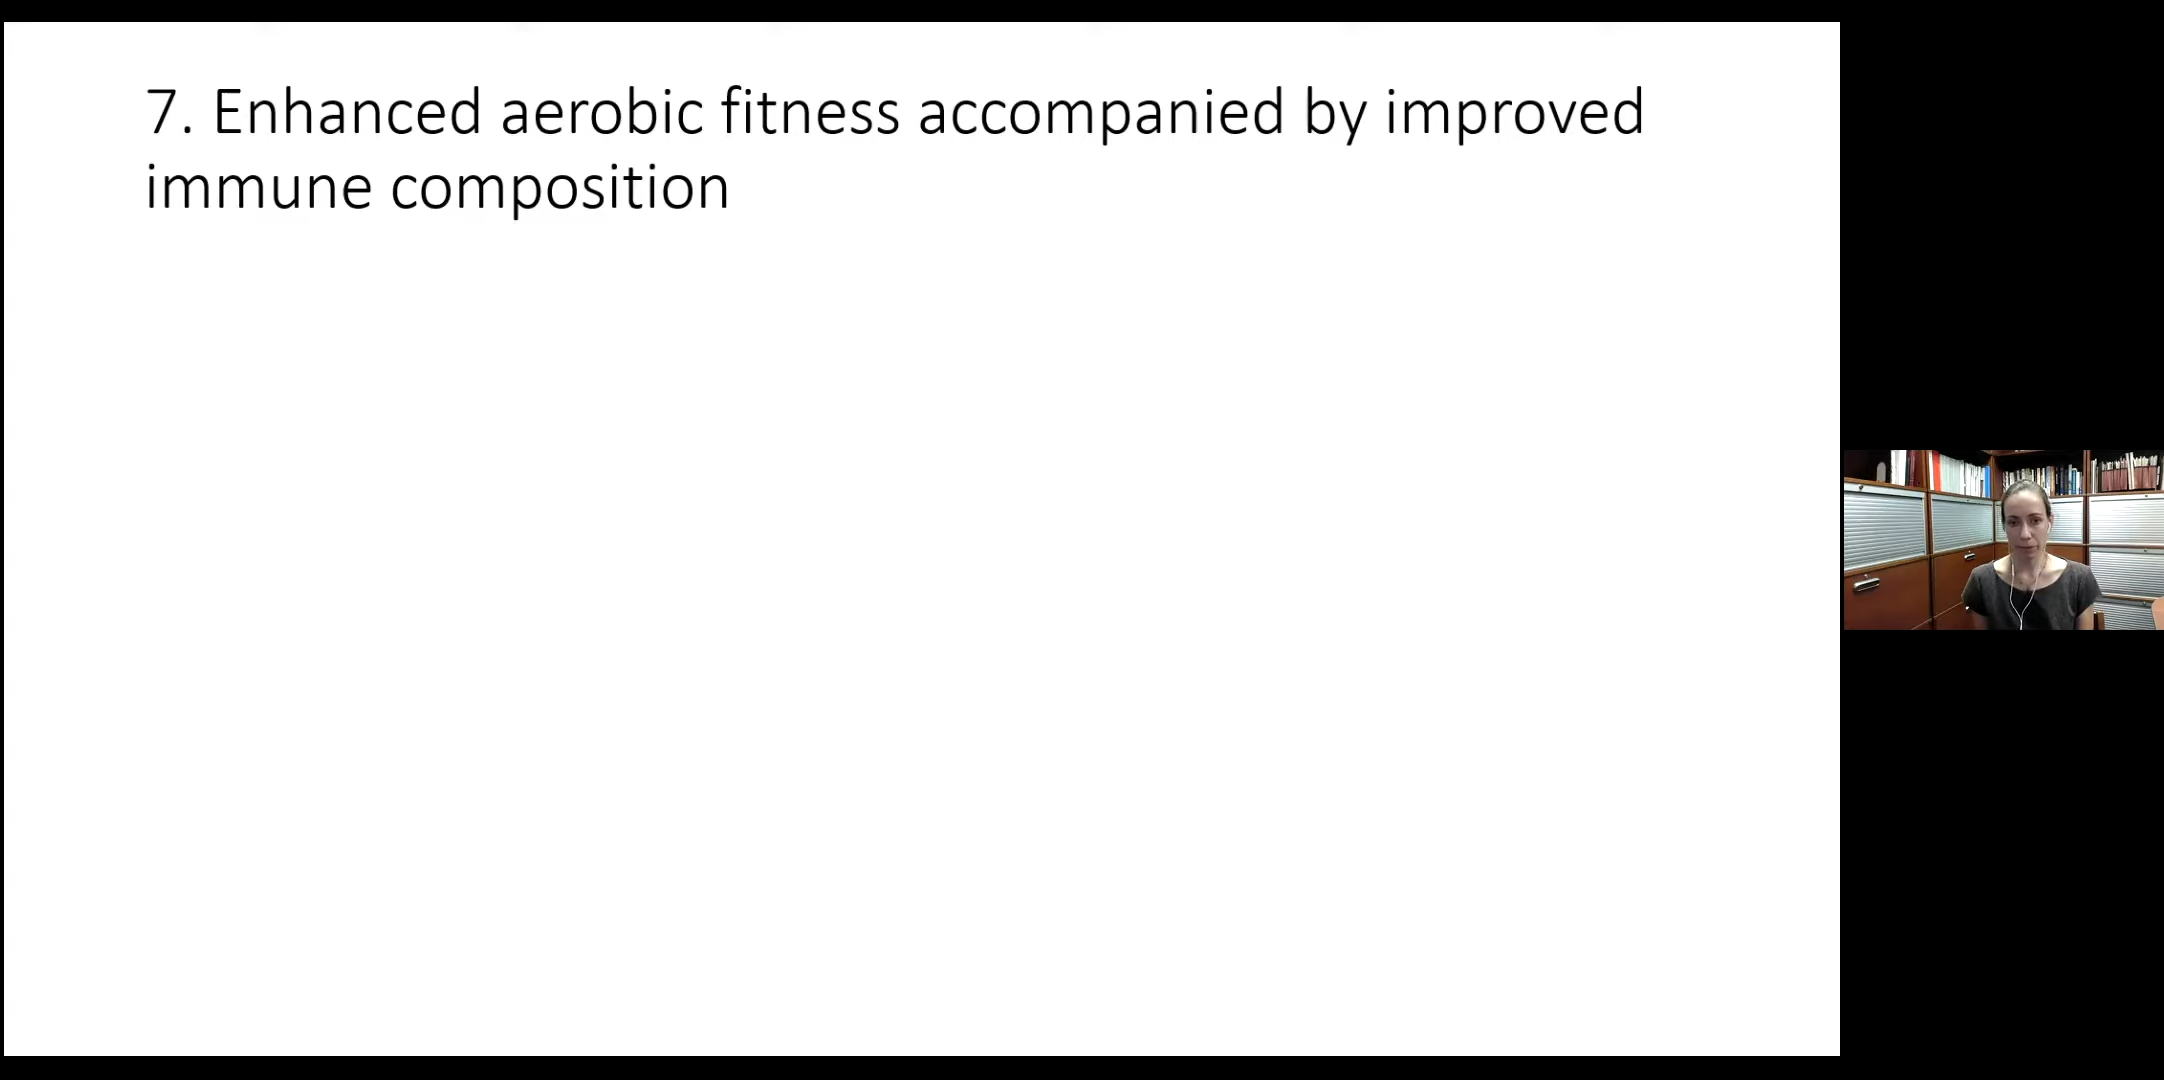 7. Enhanced aerobic fitness accompanied by improved
immune composition